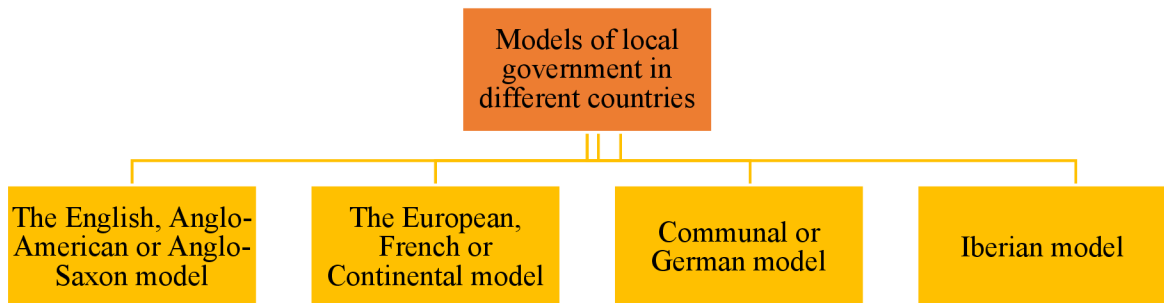 Models of local
government in
different countries
The English, Anglo-
American or Anglo-
Saxon model
The European,
French or
Continental model
Communal or
German model
Iberian model